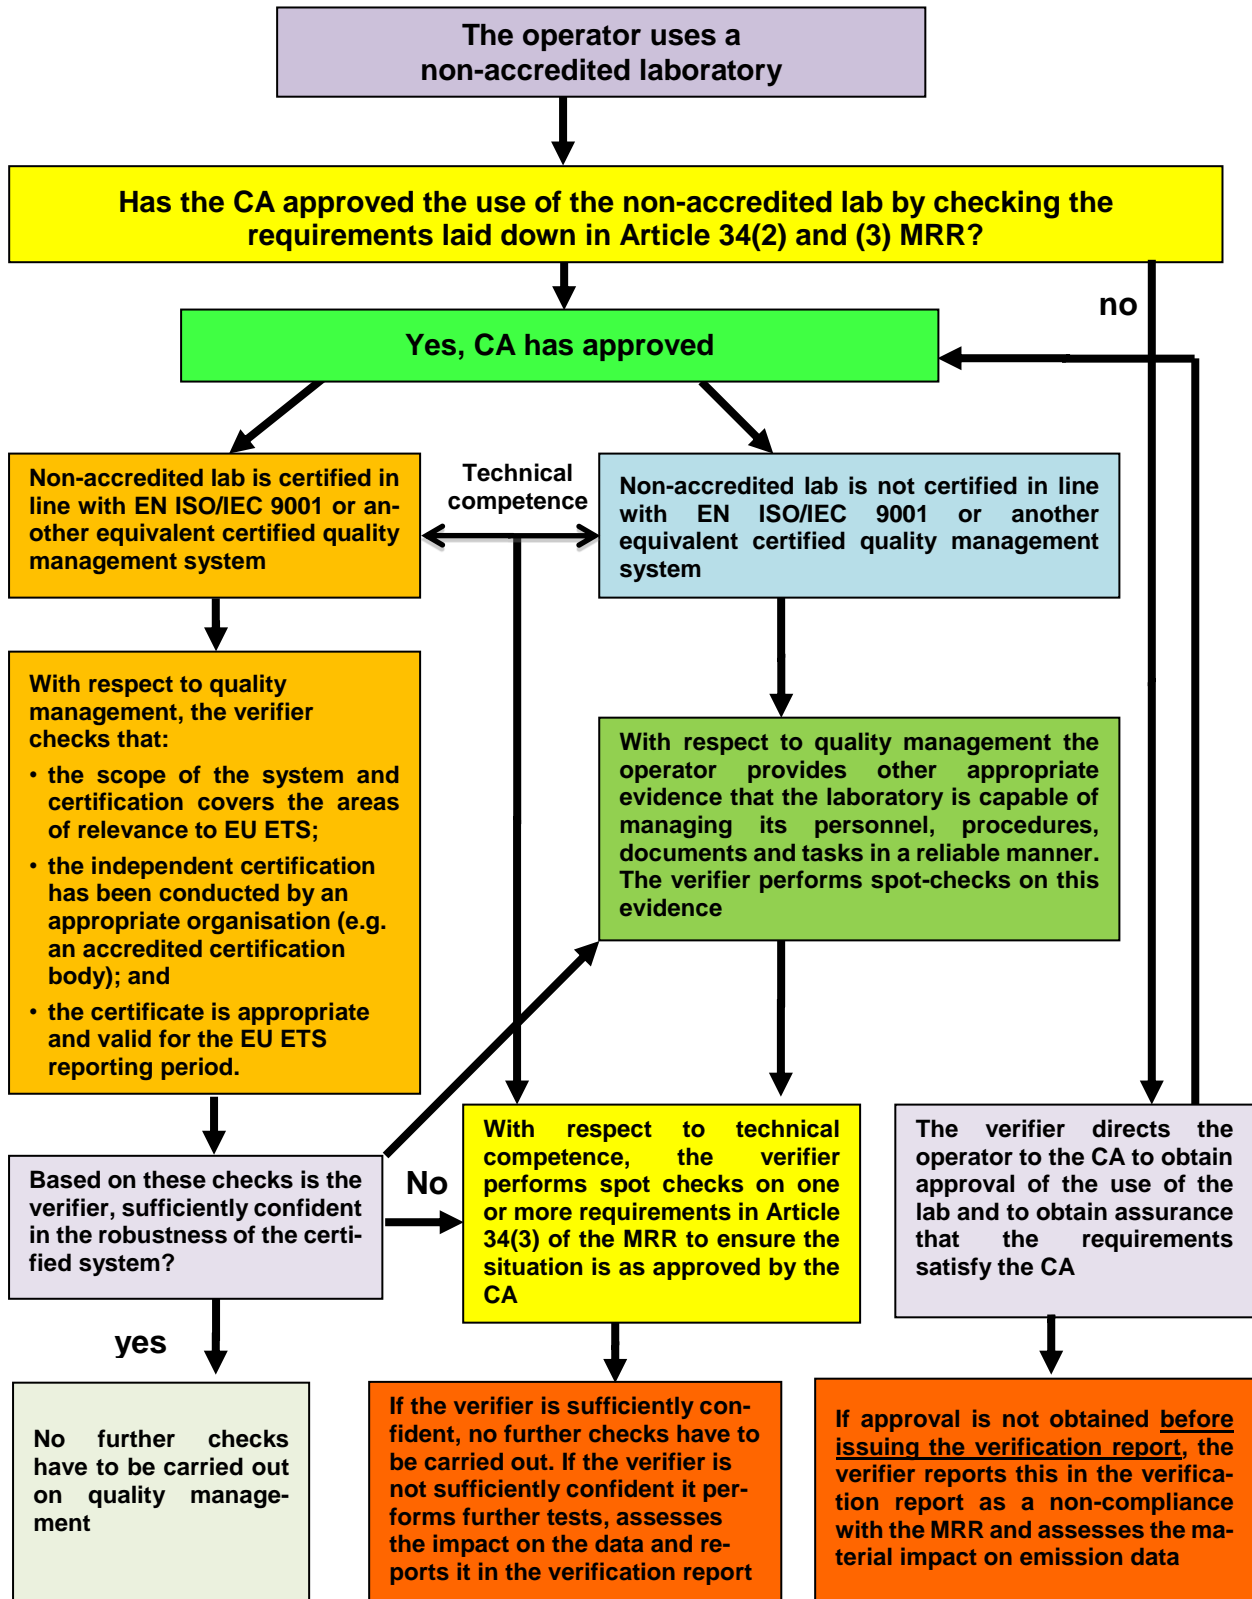 The operator uses a
non-accredited laboratory
Has the CA approved the use of the non-accredited lab by checking the
requirements laid down in Article 34(2) and (3) MRR?
no
Yes, CA has approved
Non-accredited lab is certified in
line with EN ISO/IEC 9001 or an-
other equivalent certified quality
management system
Technical
competence
Non-accredited lab is not certified in line
with EN ISO/IEC 9001 or another
equivalent certified quality management
system
With respect to quality
management, the verifier
checks that:
• the scope of the system and
certification covers the areas
of relevance to EU ETS;
• the independent certification
has been conducted by an
appropriate organisation (e.g.
an accredited certification
body); and
• the certificate is appropriate
and valid for the EU ETS
reporting period.
With respect to quality management the
operator provides other appropriate
evidence that the laboratory is capable of
managing its personnel, procedures,
documents and tasks in a reliable manner.
The verifier performs spot-checks on this
evidence
Based on these checks is the
verifier, sufficiently confident
in the robustness of the certi-
fied system?
No
With respect to technical
competence, the verifier
performs spot checks on one
or more requirements in Article
34(3) of the MRR to ensure the
situation is as approved by the
CA
The verifier directs the
operator to the CA to obtain
approval of the use of the
lab and to obtain assurance
that the requirements
satisfy the CA
yes
No further checks
have to be carried out
on quality manage-
ment
If the verifier is sufficiently con-
fident, no further checks have to
be carried out. If the verifier is
not sufficiently confident it per-
forms further tests, assesses
the impact on the data and re-
ports it in the verification report
If approval is not obtained before
issuing the verification report, the
verifier reports this in the verifica-
tion report as a non-compliance
with the MRR and assesses the ma-
terial impact on emission data